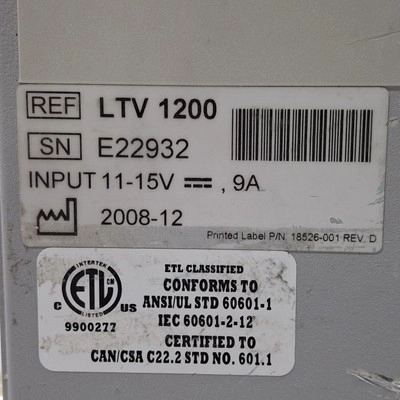 REF LTV 1200
SN E22932
INPUT 11-15V ⎓, 9A
2008-12
Printed Label P/N 18526-001 REV. D
ETL CLASSIFIED
CONFORMS TO
ANSI/UL STD 60601-1
IEC 60601-2-12
CERTIFIED TO
CAN/CSA C22.2 STD NO. 601.1
INTERTEK
ETL CM
LISTED
C US
9900277